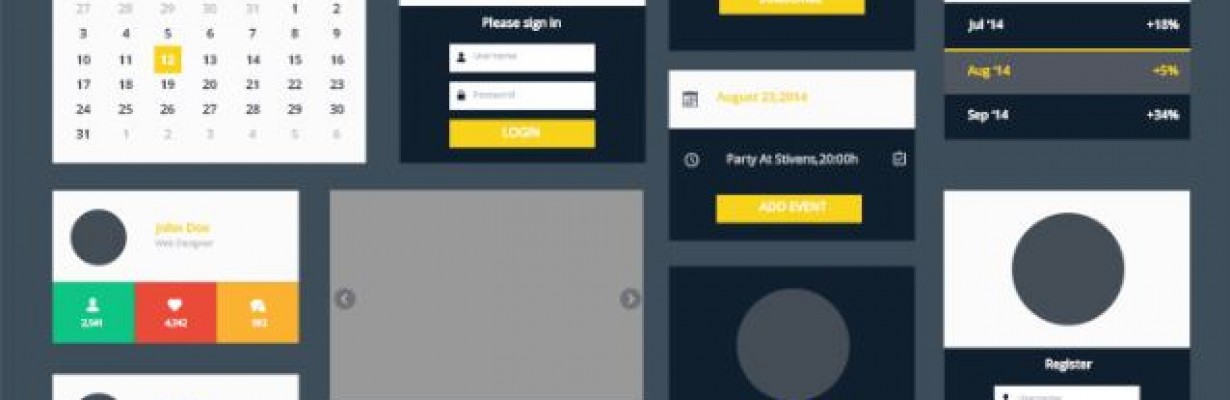 27 28 29 30 31 1 2
3 4 5 6 7 8 9
10 11 12 13 14 15 16
17 18 19 20 21 22 23
24 25 26 27 28 29 30
31 1 2 3 4 5 6
Please sign in
Username
Password
LOGIN
August 23,2014
Party At Stivens,20:00h
ADD EVENT
Jul '14 +18%
Aug '14 +5%
Sep '14 +34%
John Doe
Web Designer
2,541 4,342
Register
Username